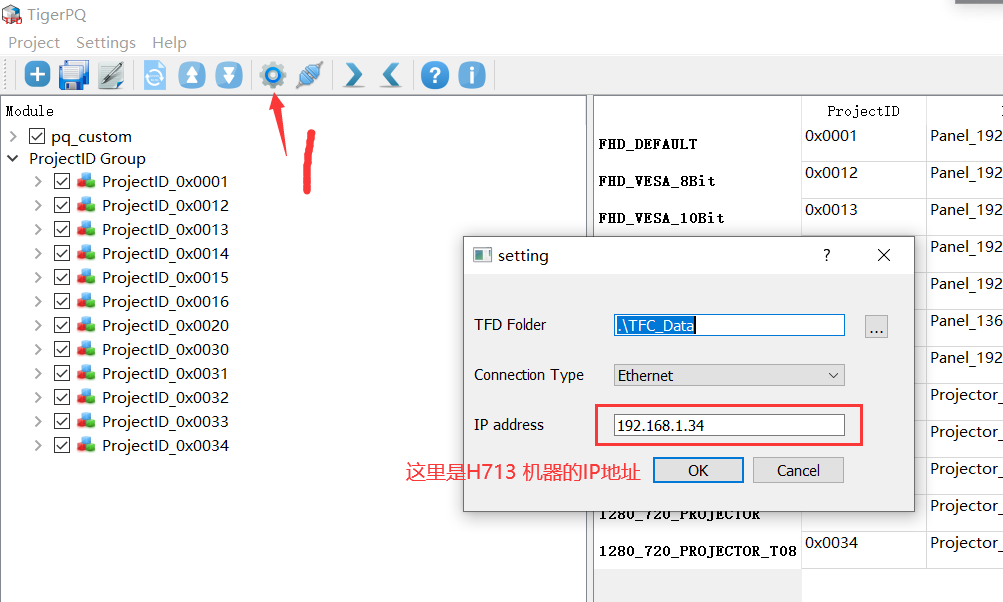 TigerPQ
Project Settings Help
Module
pq_custom
ProjectID Group
ProjectID_0x0001
ProjectID_0x0012
ProjectID_0x0013
ProjectID_0x0014
ProjectID_0x0015
ProjectID_0x0016
ProjectID_0x0020
ProjectID_0x0030
ProjectID_0x0031
ProjectID_0x0032
ProjectID_0x0033
ProjectID_0x0034
ProjectID
FHD_DEFAULT 0x0001 Panel_192
FHD_VESA_8Bit 0x0012 Panel_192
FHD_VESA_10Bit 0x0013 Panel_192
Panel_192
Panel_192
Panel_136
Panel_192
Projector_
Projector_
Projector_
1280_720_PROJECTOR Projector_
1280_720_PROJECTOR_T08 0x0034 Projector_
setting
TFD Folder .\TFC_Data ...
Connection Type Ethernet
IP address 192.168.1.34
这里是H713 机器的IP地址
OK Cancel